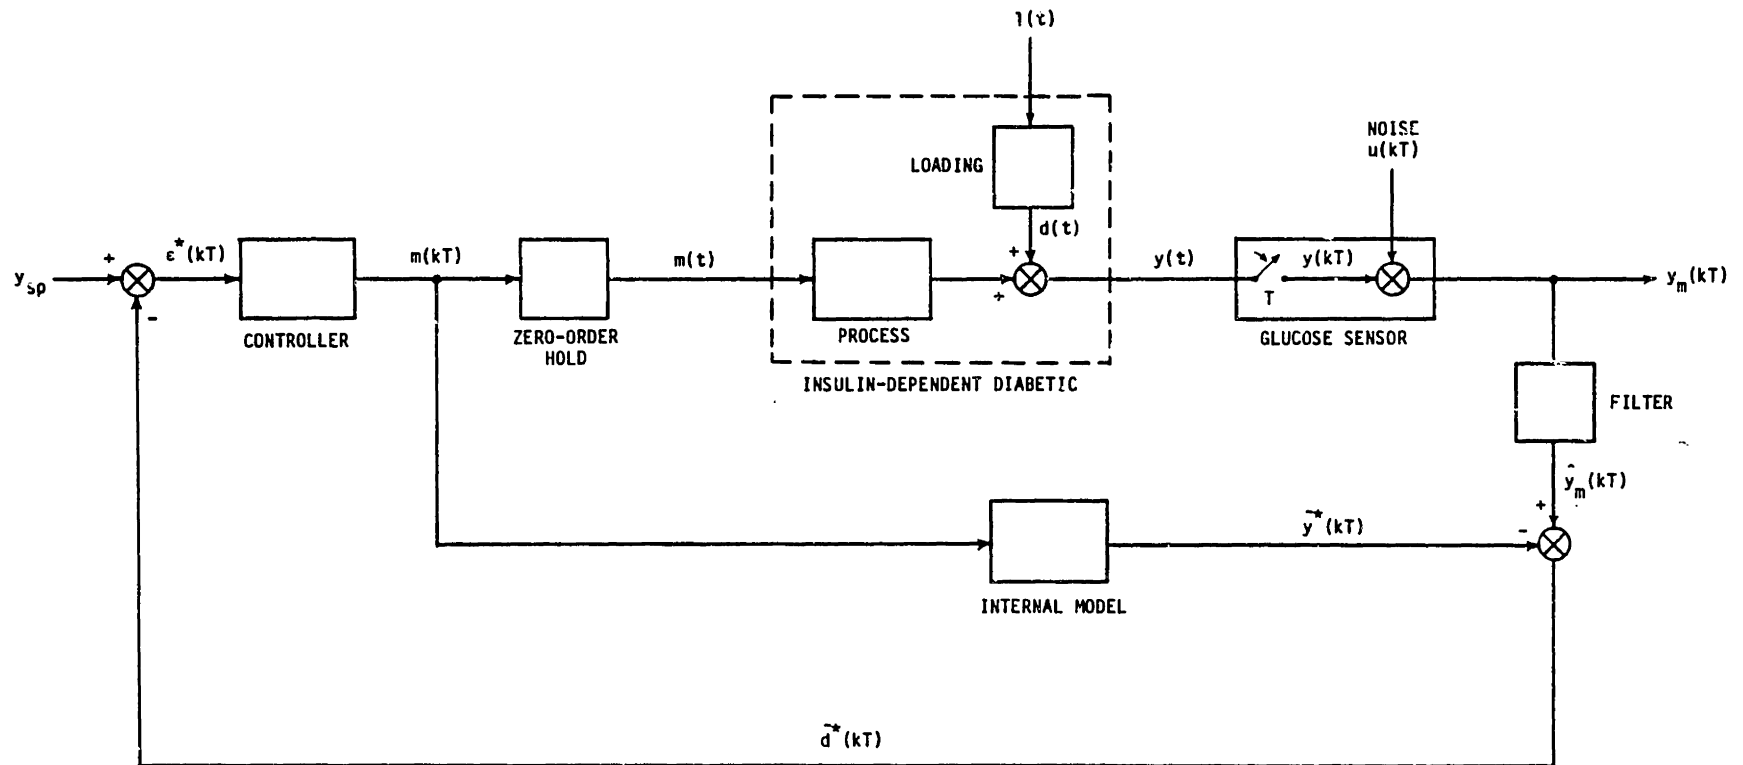 l(t)
NOISE
u(kT)
LOADING
d(t)
+
+
ε*(kT)
m(kT)
m(t)
+
y(t)
y(kT)
T
y_sp
-
y_m(kT)
CONTROLLER
ZERO-ORDER
HOLD
PROCESS
GLUCOSE SENSOR
INSULIN-DEPENDENT DIABETIC
FILTER
ŷ_m(kT)
+
ỹ*(kT)
-
INTERNAL MODEL
d̃*(kT)